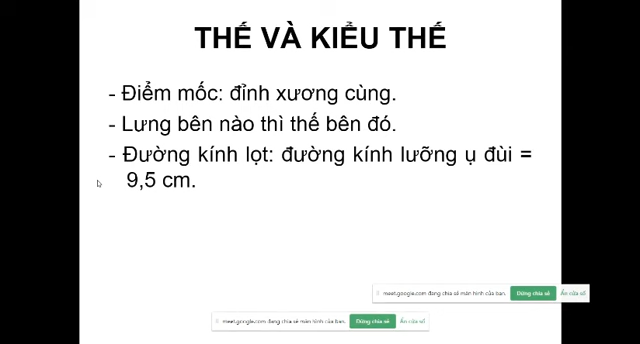 THẾ VÀ KIỂU THẾ
- Điểm mốc: đỉnh xương cùng.
- Lưng bên nào thì thế bên đó.
- Đường kính lọt: đường kính lưỡng ụ đùi =
9,5 cm.
meet.google.com đang chia sẻ màn hình của bạn. Dừng chia sẻ Ẩn cửa sổ
meet.google.com đang chia sẻ màn hình của bạn. Dừng chia sẻ Ẩn cửa sổ